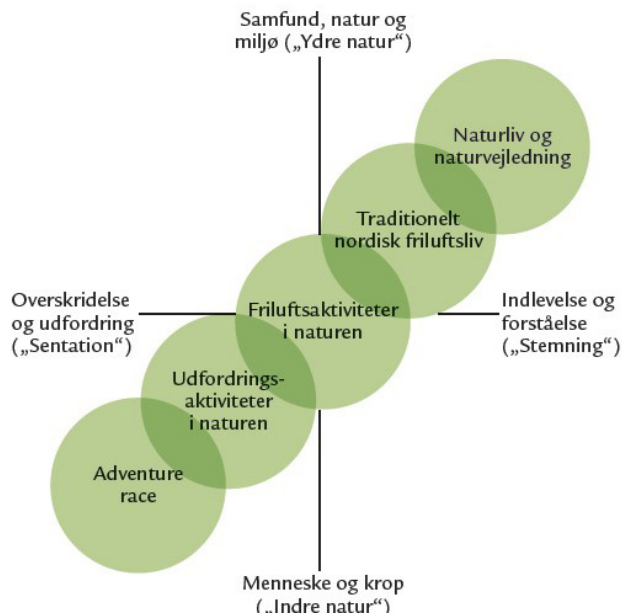 Samfund, natur og
miljø („Ydre natur“)
Naturliv og
naturvejledning
Traditionelt
nordisk friluftsliv
Overskridelse
og udfordring
(„Sentation“)
Friluftsaktiviteter
i naturen
Indlevelse og
forståelse
(„Stemning“)
Udfordrings-
aktiviteter
i naturen
Adventure
race
Menneske og krop
(„Indre natur“)